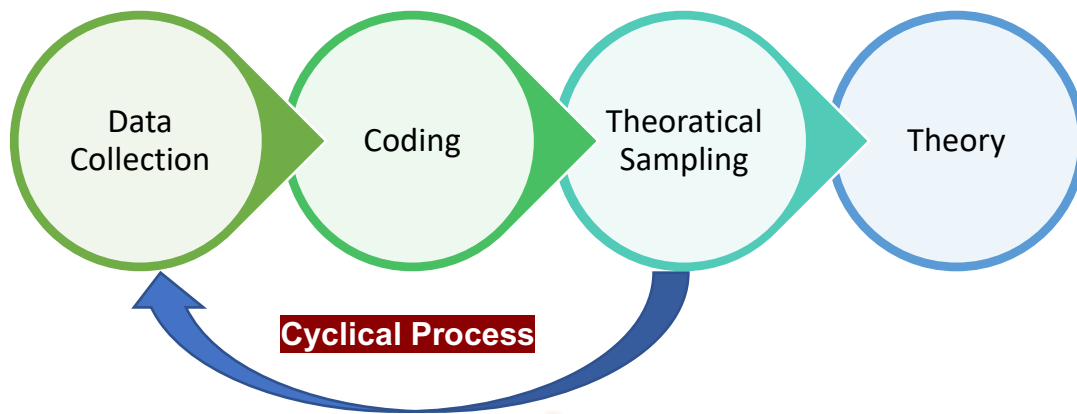 Data
Collection
Coding
Theoratical
Sampling
Theory
Cyclical Process